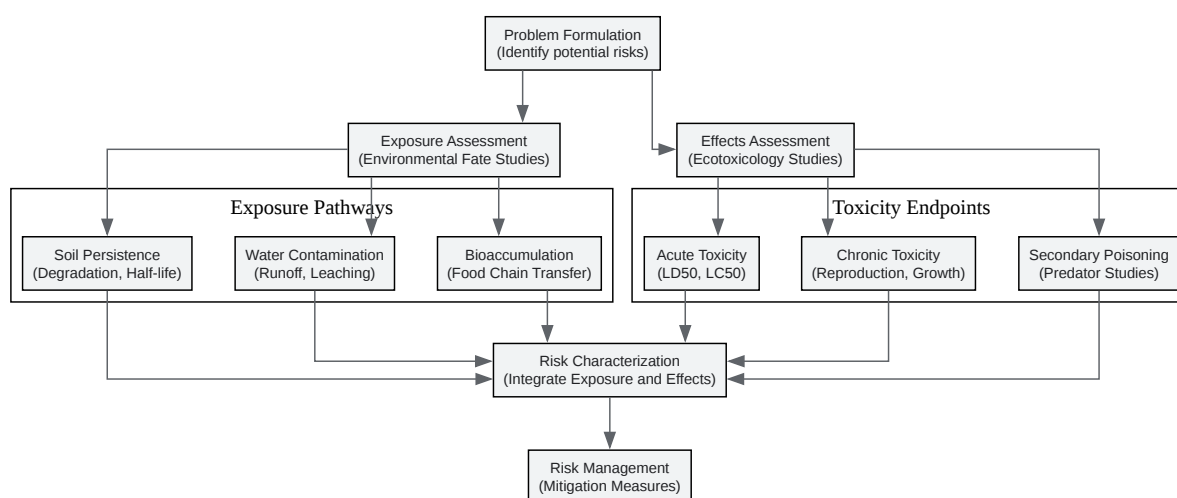 Problem Formulation
(Identify potential risks)
Exposure Assessment
(Environmental Fate Studies)
Effects Assessment
(Ecotoxicology Studies)
Exposure Pathways
Toxicity Endpoints
Soil Persistence
(Degradation, Half-life)
Water Contamination
(Runoff, Leaching)
Bioaccumulation
(Food Chain Transfer)
Acute Toxicity
(LD50, LC50)
Chronic Toxicity
(Reproduction, Growth)
Secondary Poisoning
(Predator Studies)
Risk Characterization
(Integrate Exposure and Effects)
Risk Management
(Mitigation Measures)